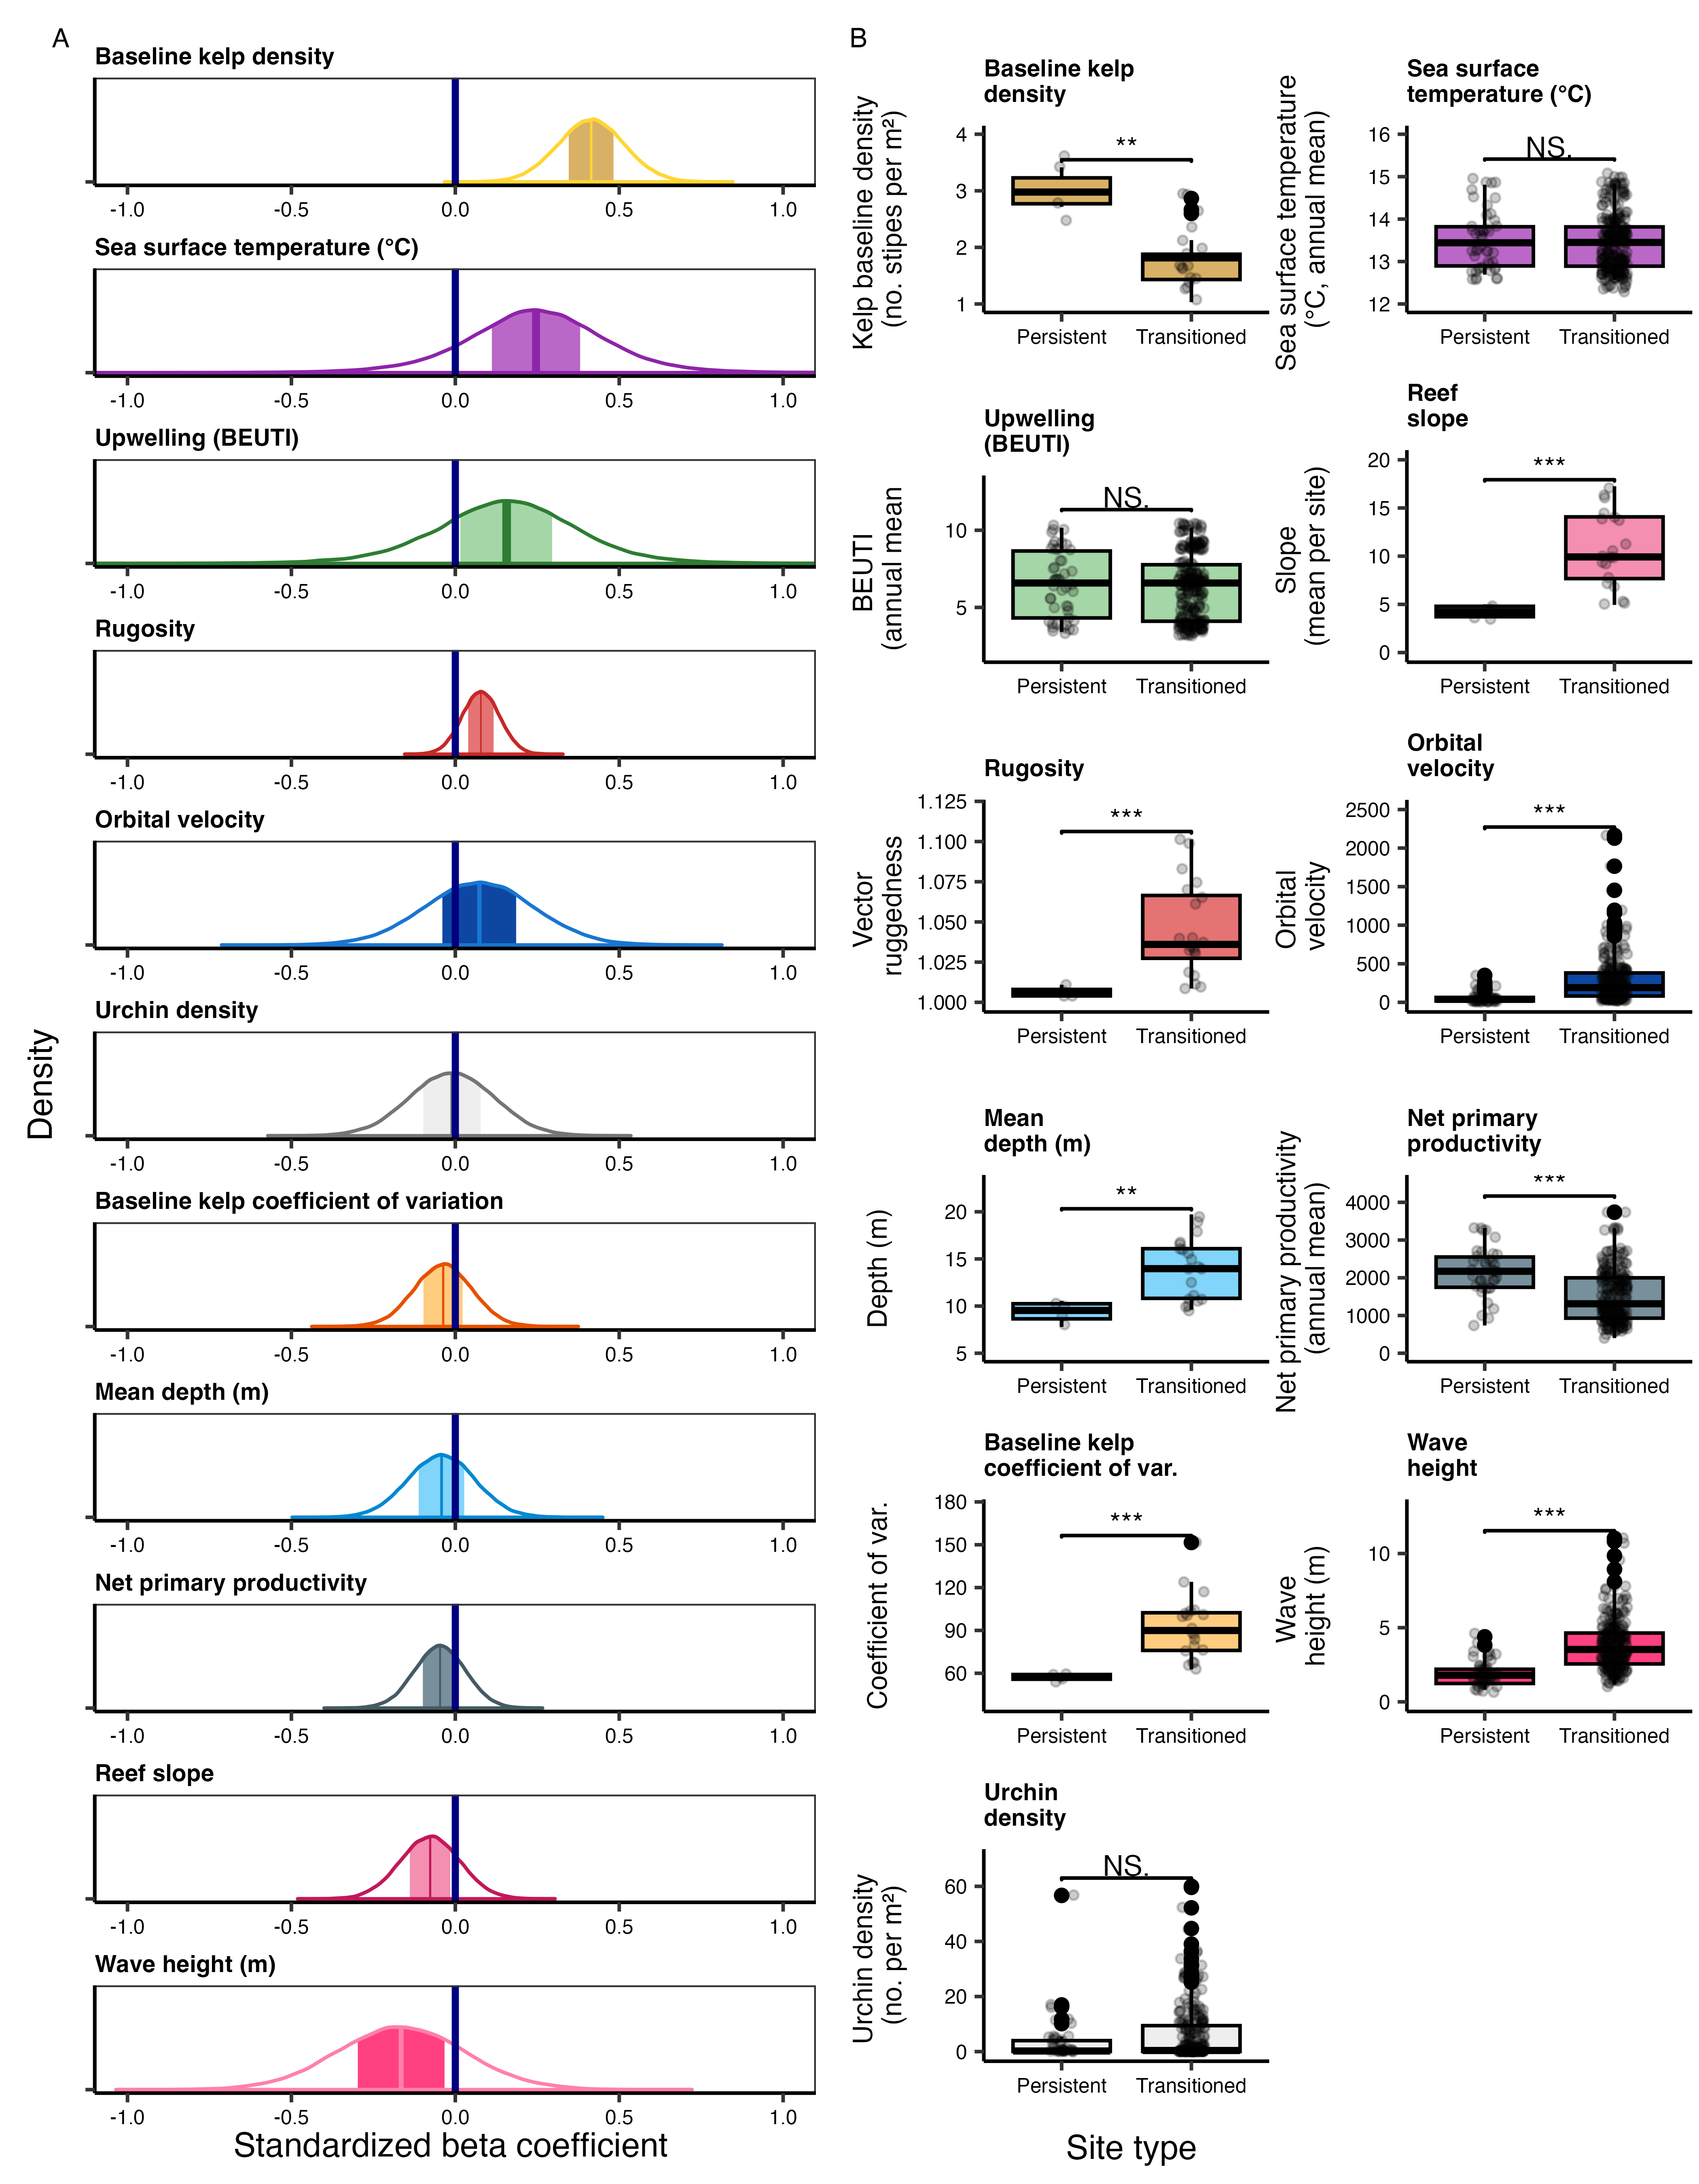 A
Baseline kelp density
-1.0 -0.5 0.0 0.5 1.0
Sea surface temperature (°C)
-1.0 -0.5 0.0 0.5 1.0
Upwelling (BEUTI)
-1.0 -0.5 0.0 0.5 1.0
Rugosity
-1.0 -0.5 0.0 0.5 1.0
Orbital velocity
-1.0 -0.5 0.0 0.5 1.0
Urchin density
-1.0 -0.5 0.0 0.5 1.0
Baseline kelp coefficient of variation
-1.0 -0.5 0.0 0.5 1.0
Mean depth (m)
-1.0 -0.5 0.0 0.5 1.0
Net primary productivity
-1.0 -0.5 0.0 0.5 1.0
Reef slope
-1.0 -0.5 0.0 0.5 1.0
Wave height (m)
-1.0 -0.5 0.0 0.5 1.0
Density
Standardized beta coefficient
B
Baseline kelp
density
Kelp baseline density
(no. stipes per m²)
4
3
2
1
**
Persistent Transitioned
Sea surface
temperature (°C)
Sea surface temperature
(°C, annual mean)
16
15
14
13
12
NS.
Persistent Transitioned
Upwelling
(BEUTI)
BEUTI
(annual mean
10
5
NS.
Persistent Transitioned
Reef
slope
Slope
(mean per site)
20
15
10
5
0
***
Persistent Transitioned
Rugosity
Vector
ruggedness
1.125
1.100
1.075
1.050
1.025
1.000
***
Persistent Transitioned
Orbital
velocity
Orbital
velocity
2500
2000
1500
1000
500
0
***
Persistent Transitioned
Mean
depth (m)
Depth (m)
20
15
10
5
**
Persistent Transitioned
Net primary
productivity
Net primary productivity
(annual mean)
4000
3000
2000
1000
0
***
Persistent Transitioned
Baseline kelp
coefficient of var.
Coefficient of var.
180
150
120
90
60
***
Persistent Transitioned
Wave
height
Wave
height (m)
10
5
0
***
Persistent Transitioned
Urchin
density
Urchin density
(no. per m²)
60
40
20
0
NS.
Persistent Transitioned
Site type